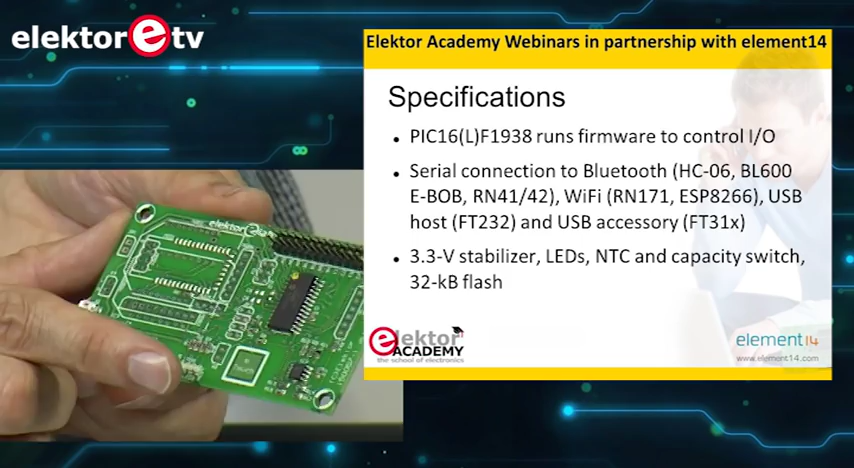 elektor e tv
Elektor Academy Webinars in partnership with element14
Specifications
• PIC16(L)F1938 runs firmware to control I/O
• Serial connection to Bluetooth (HC-06, BL600
E-BOB, RN41/42), WiFi (RN171, ESP8266), USB
host (FT232) and USB accessory (FT31x)
• 3.3-V stabilizer, LEDs, NTC and capacity switch,
32-kB flash
elektor
ACADEMY
the school of electronics
element14
www.element14.com
elektor